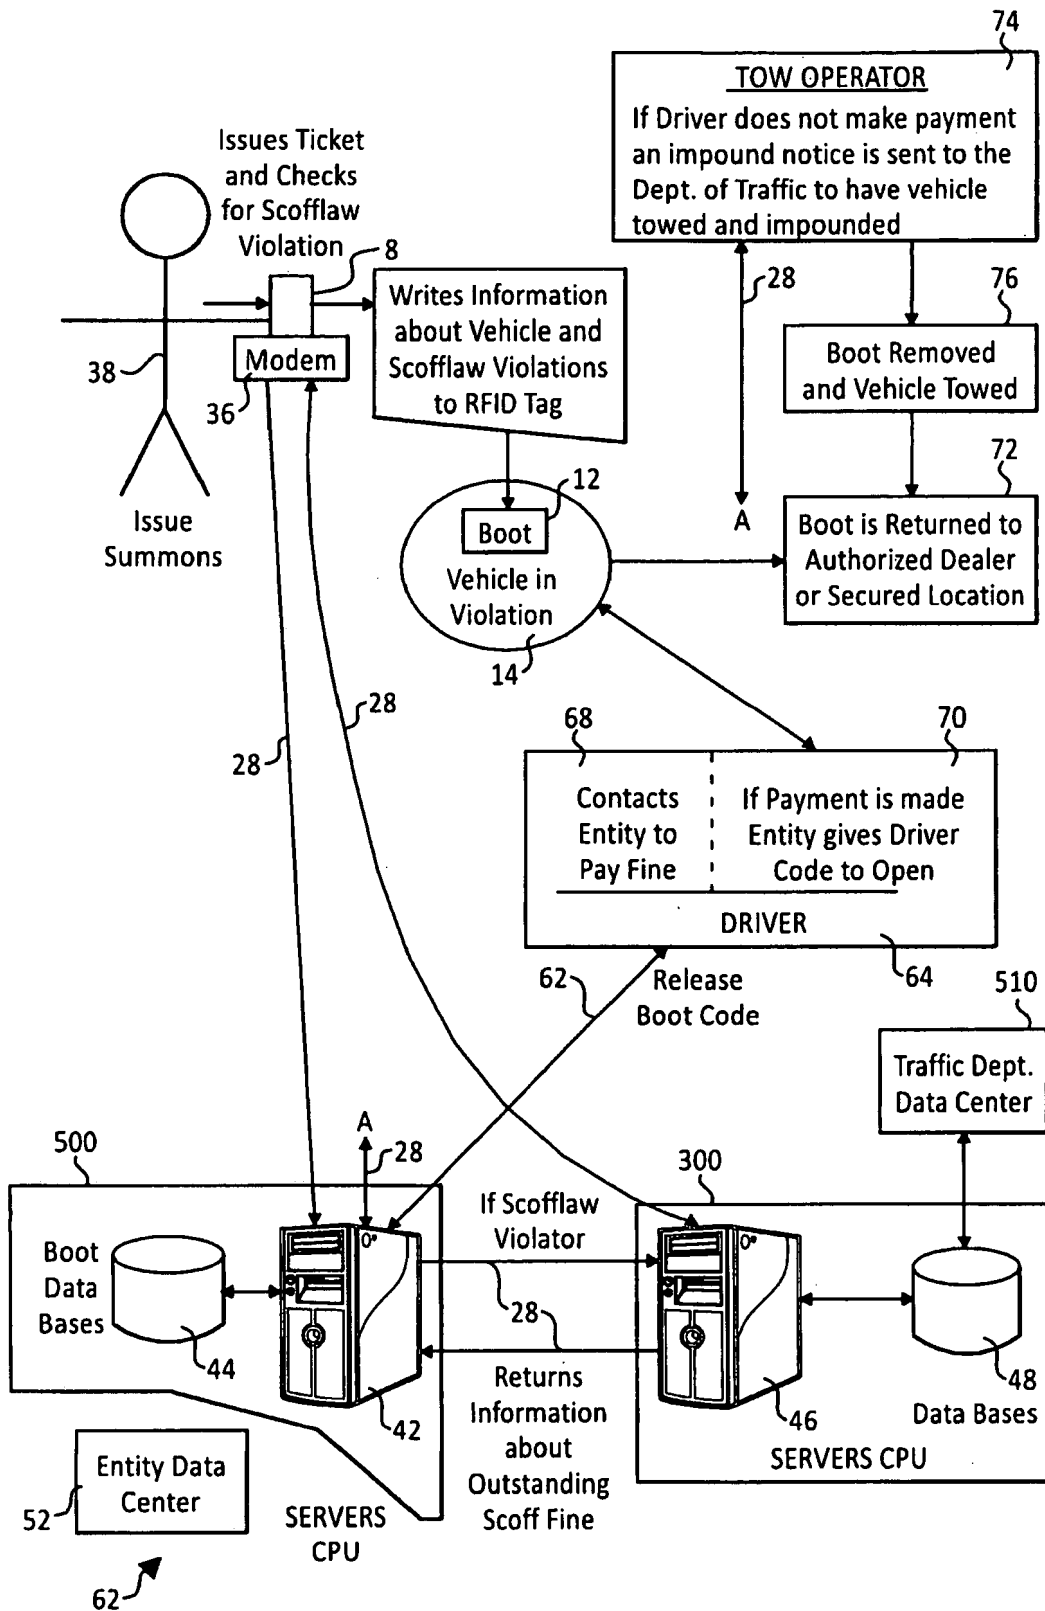 74
TOW OPERATOR
If Driver does not make payment
an impound notice is sent to the
Dept. of Traffic to have vehicle
towed and impounded
Issues Ticket
and Checks
for Scofflaw
Violation
8
28
76
Writes Information
about Vehicle and
Scofflaw Violations
to RFID Tag
Boot Removed
and Vehicle Towed
38
Modem
36
72
12
A
Boot
Vehicle in
Violation
14
Boot is Returned to
Authorized Dealer
or Secured Location
Issue
Summons
28
28
68
70
Contacts
Entity to
Pay Fine
If Payment is made
Entity gives Driver
Code to Open
DRIVER
64
62
Release
Boot Code
510
Traffic Dept.
Data Center
A
28
500
300
If Scofflaw
Violator
Boot
Data
Bases
O"
O"
28
44
42
46
48
Data Bases
Returns
Information
about
Outstanding
Scoff Fine
SERVERS CPU
Entity Data
Center
52
SERVERS
CPU
62